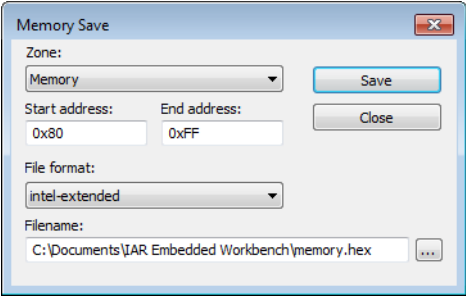 Memory Save
Zone:
Memory
Save
Start address: End address:
0x80 0xFF
Close
File format:
intel-extended
Filename:
C:\Documents\IAR Embedded Workbench\memory.hex ...